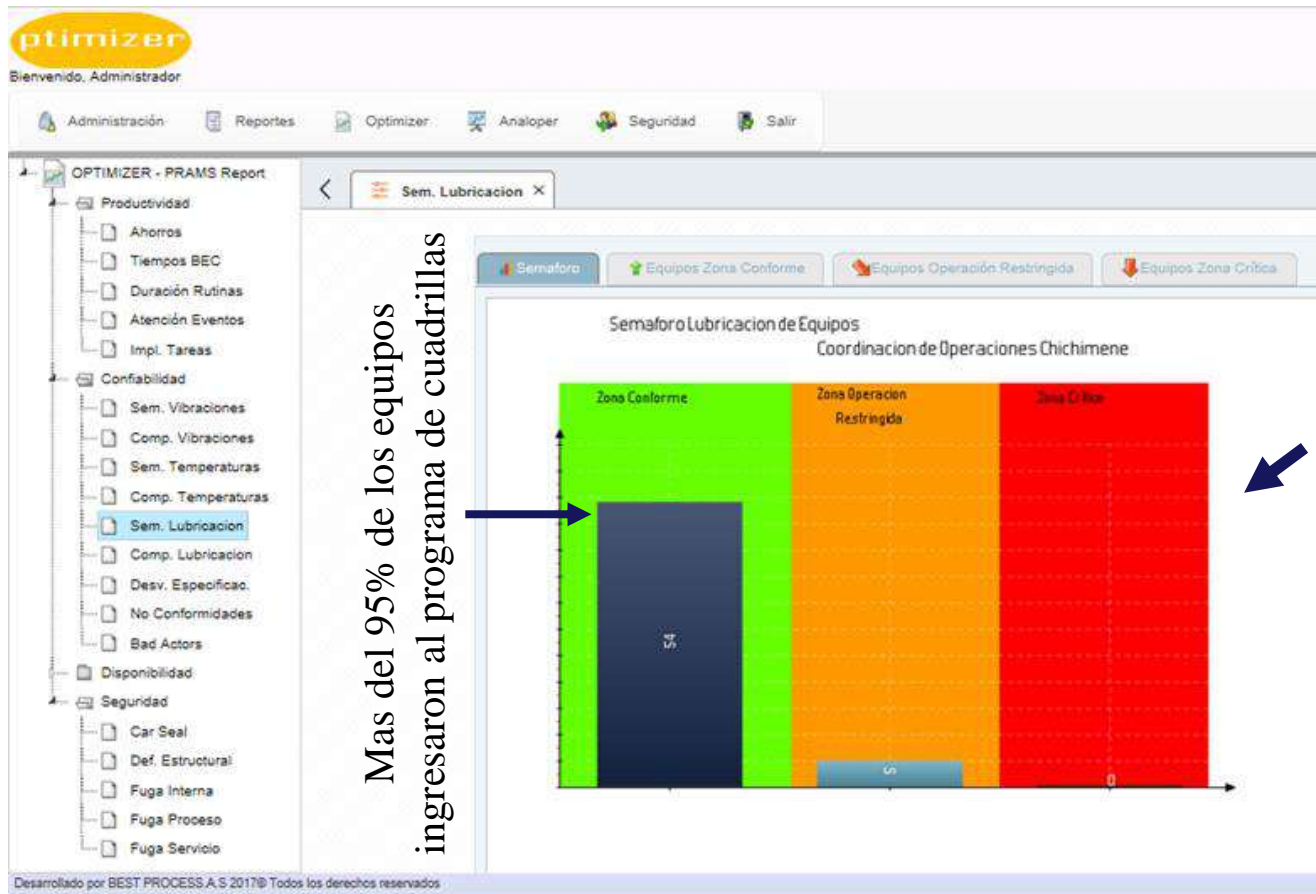 ptimizer
Bienvenido, Administrador
Administración Reportes Optimizer Analoper Seguridad Salir
OPTIMIZER - PRAMS Report
Productividad
Ahorros
Tiempos BEC
Duración Rutinas
Atención Eventos
Impl. Tareas
Confiabilidad
Sem. Vibraciones
Comp. Vibraciones
Sem. Temperaturas
Comp. Temperaturas
Sem. Lubricacion
Comp. Lubricacion
Desv. Especificac.
No Conformidades
Bad Actors
Disponibilidad
Seguridad
Car Seal
Def. Estructural
Fuga Interna
Fuga Proceso
Fuga Servicio
Sem. Lubricacion ×
Mas del 95% de los equipos
ingresaron al programa de cuadrillas
Semaforo Equipos Zona Conforme Equipos Operación Restringida Equipos Zona Crítica
Semaforo Lubricacion de Equipos
Coordinacion de Operaciones Chichimene
Zona Conforme
Zona Operacion
Restringida
Zona Critica
54
5
0
Desarrollado por BEST PROCESS.A.S 2017® Todos los derechos reservados